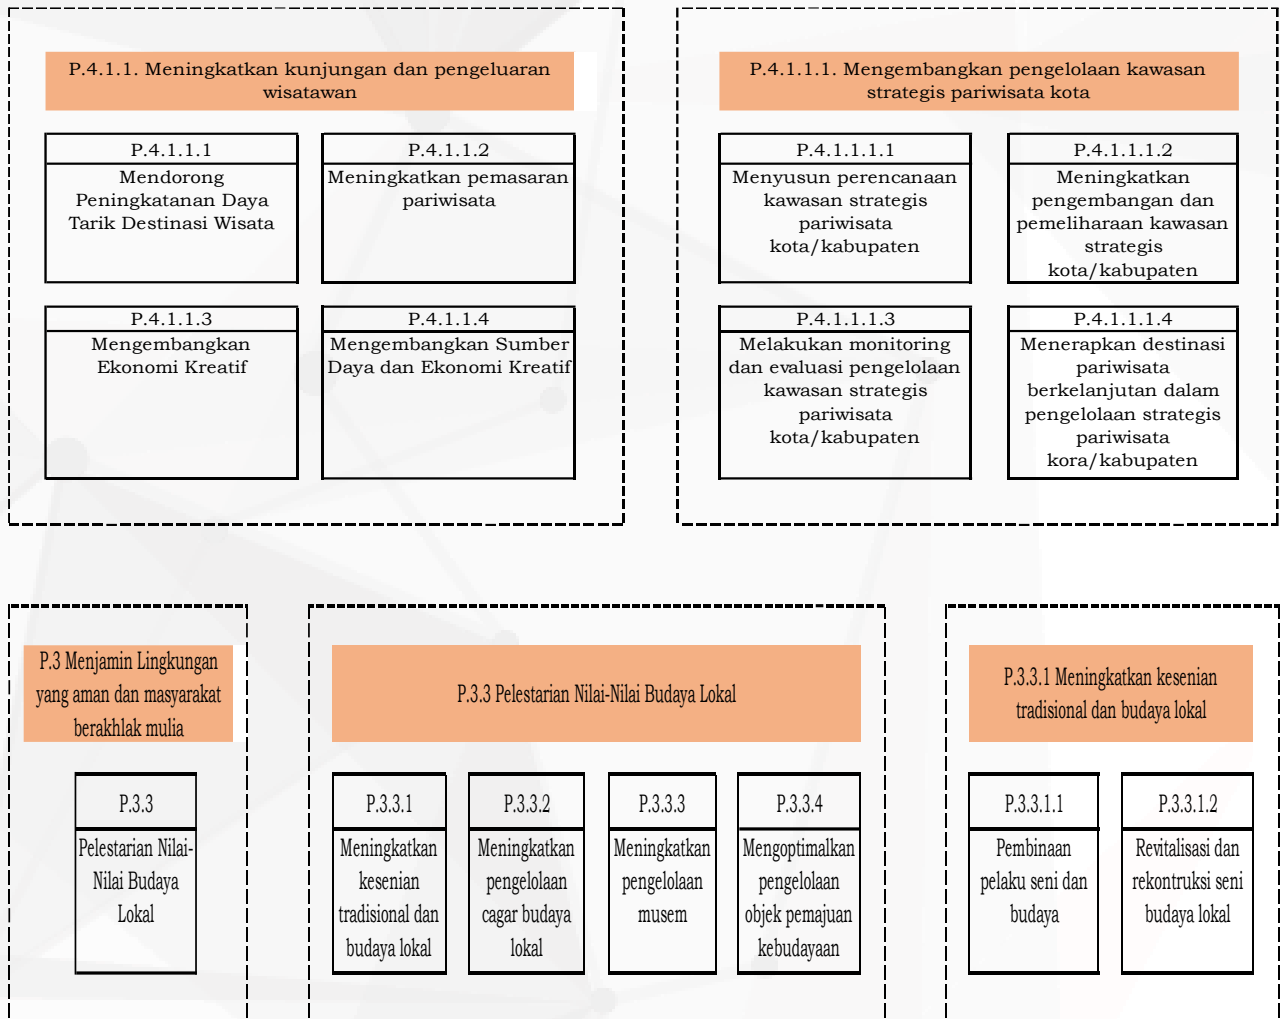 P.4.1.1. Meningkatkan kunjungan dan pengeluaran
wisatawan
P.4.1.1.1
Mendorong
Peningkatanan Daya
Tarik Destinasi Wisata
P.4.1.1.2
Meningkatkan pemasaran
pariwisata
P.4.1.1.3
Mengembangkan
Ekonomi Kreatif
P.4.1.1.4
Mengembangkan Sumber
Daya dan Ekonomi Kreatif
P.4.1.1.1. Mengembangkan pengelolaan kawasan
strategis pariwisata kota
P.4.1.1.1.1
Menyusun perencanaan
kawasan strategis
pariwisata
kota/kabupaten
P.4.1.1.1.2
Meningkatkan
pengembangan dan
pemeliharaan kawasan
strategis
kota/kabupaten
P.4.1.1.1.3
Melakukan monitoring
dan evaluasi pengelolaan
kawasan strategis
pariwisata
kota/kabupaten
P.4.1.1.1.4
Menerapkan destinasi
pariwisata
berkelanjutan dalam
pengelolaan strategis
pariwisata
kora/kabupaten
P.3 Menjamin Lingkungan
yang aman dan masyarakat
berakhlak mulia
P.3.3
Pelestarian Nilai-
Nilai Budaya
Lokal
P.3.3 Pelestarian Nilai-Nilai Budaya Lokal
P.3.3.1
Meningkatkan
kesenian
tradisional dan
budaya lokal
P.3.3.2
Meningkatkan
pengelolaan
cagar budaya
lokal
P.3.3.3
Meningkatkan
pengelolaan
musem
P.3.3.4
Mengoptimalkan
pengelolaan
objek pemajuan
kebudayaan
P.3.3.1 Meningkatkan kesenian
tradisional dan budaya lokal
P.3.3.1.1
Pembinaan
pelaku seni dan
budaya
P.3.3.1.2
Revitalisasi dan
rekontruksi seni
budaya lokal